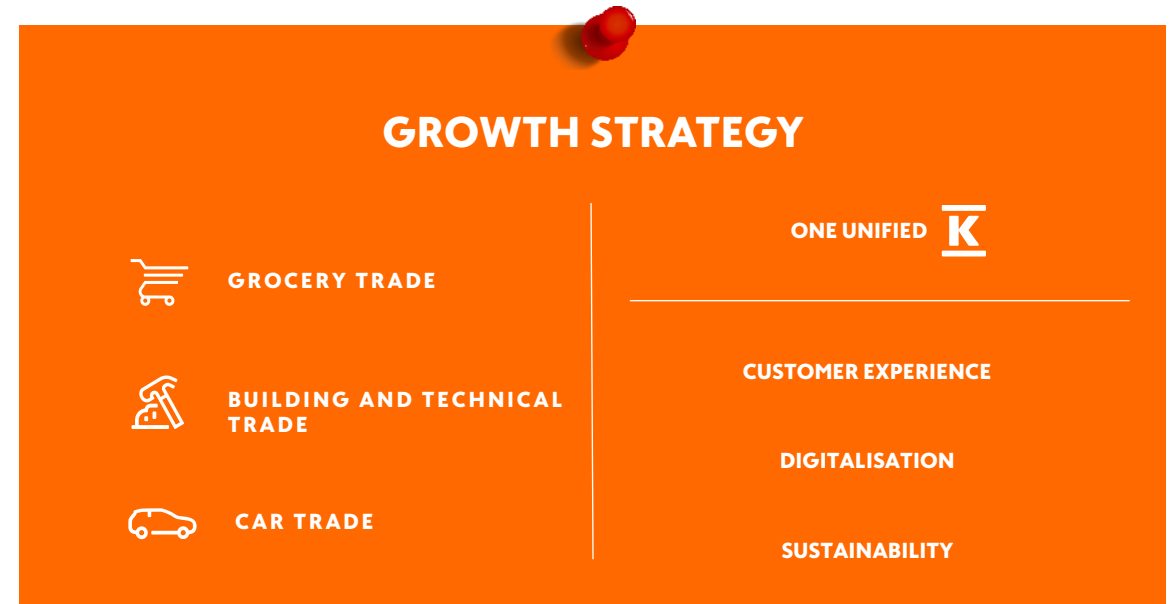 GROWTH STRATEGY
GROCERY TRADE
BUILDING AND TECHNICAL
TRADE
CAR TRADE
ONE UNIFIED K
CUSTOMER EXPERIENCE
DIGITALISATION
SUSTAINABILITY